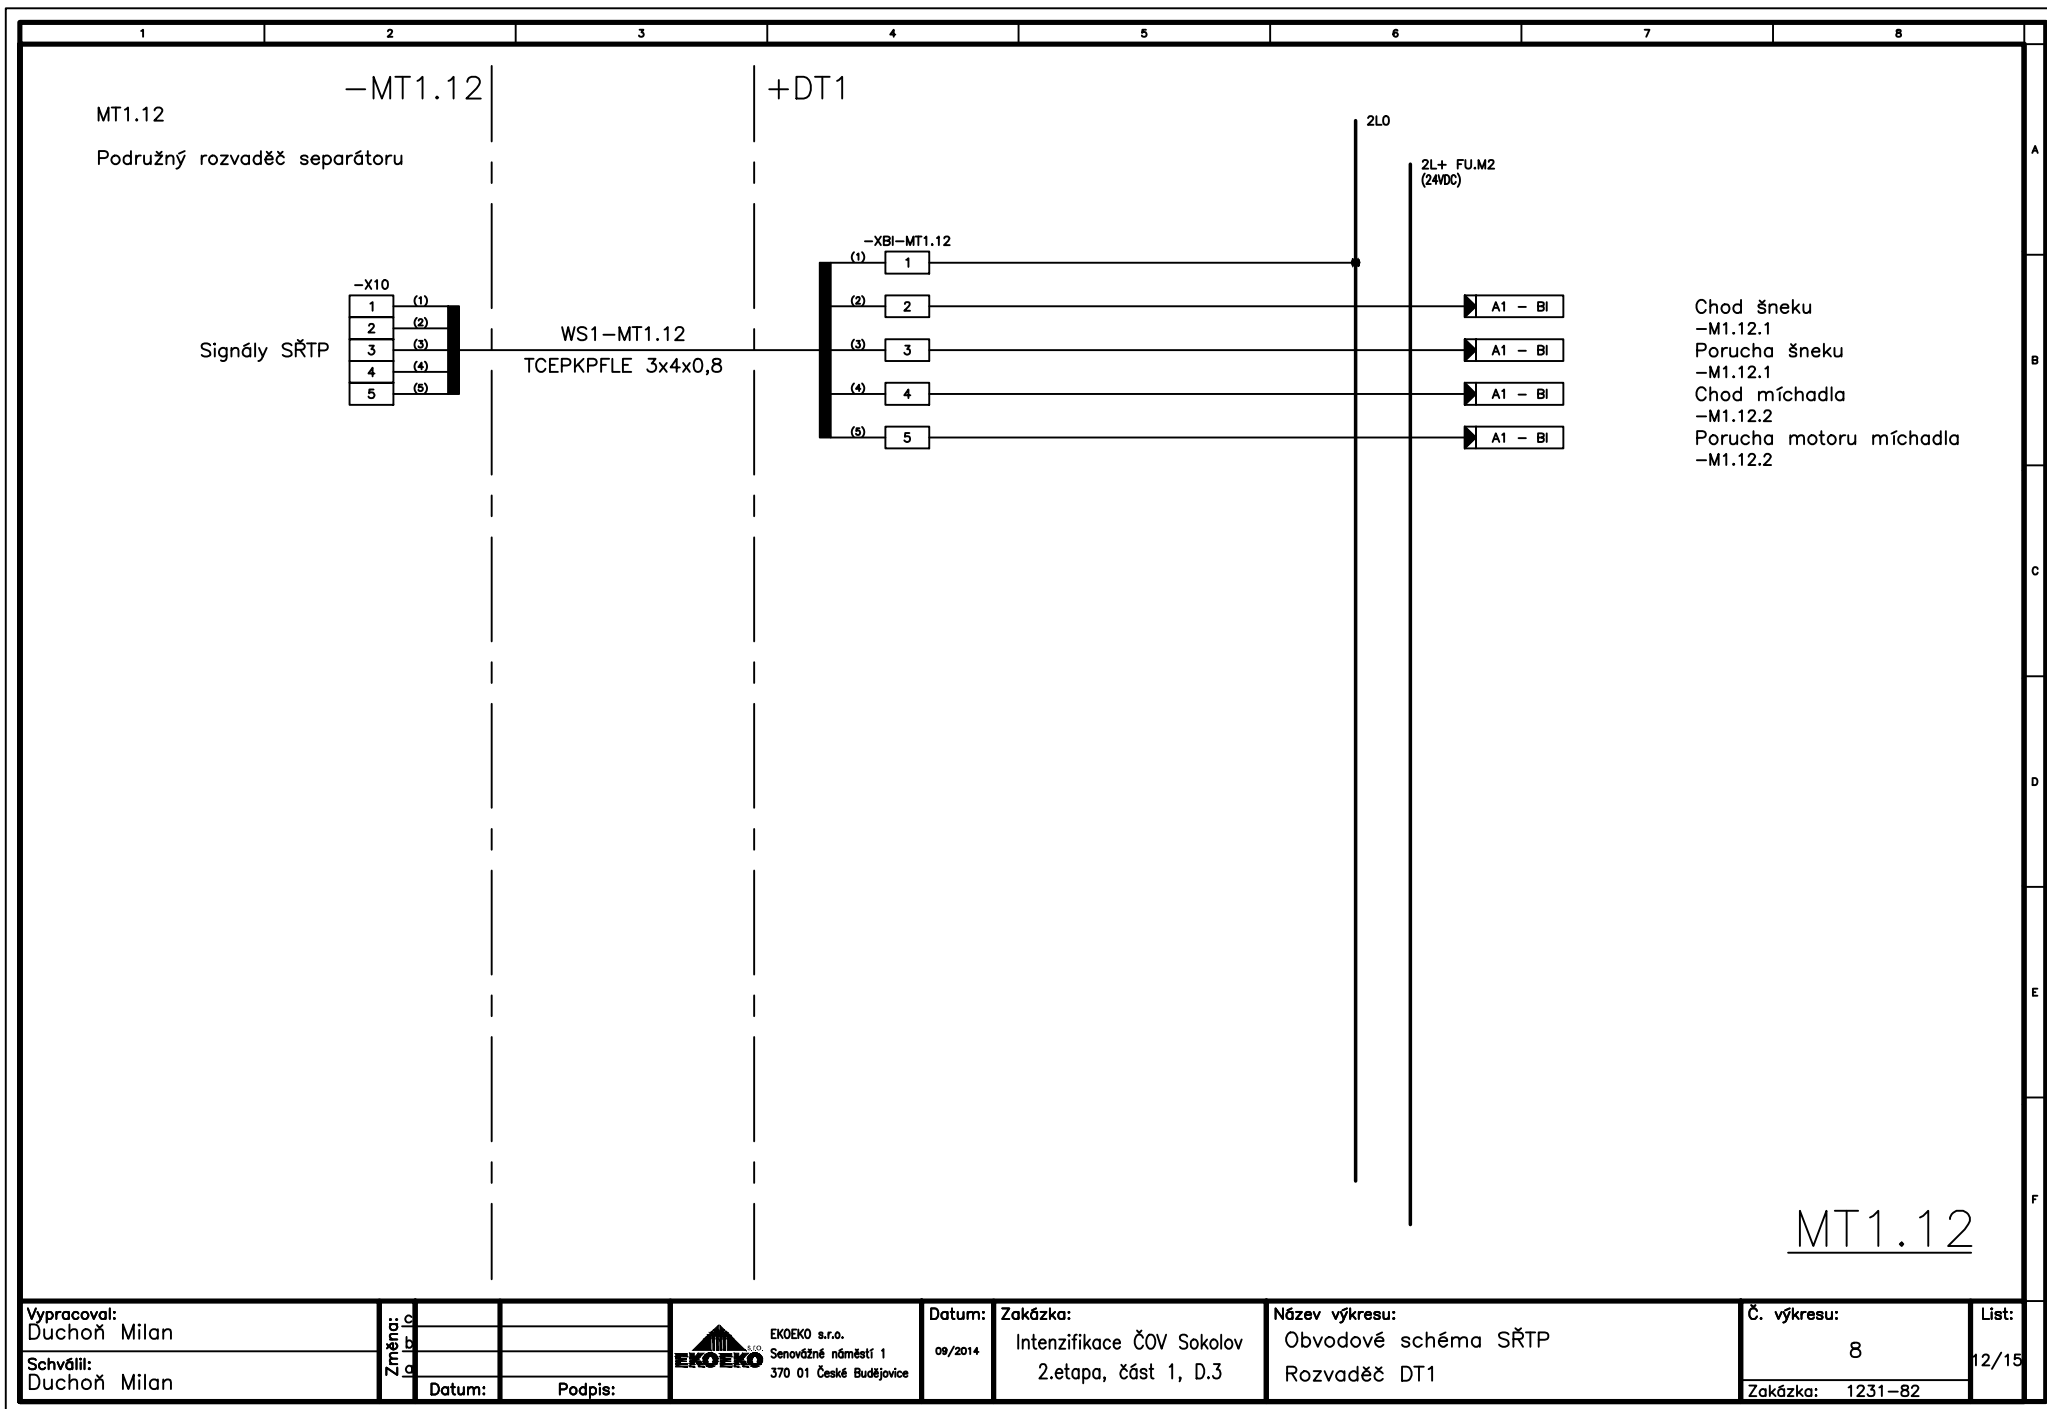 1 2 3 4 5 6 7 8
-MT1.12
+DT1
MT1.12
Podružný rozvaděč separátoru
2L0
2L+ FU.M2
(24VDC)
A
B
C
D
E
F
-XBI-MT1.12
(1) 1
(2) 2 A1 - BI
(3) 3 A1 - BI
(4) 4 A1 - BI
(5) 5 A1 - BI
-X10
1 (1)
2 (2)
3 (3)
4 (4)
5 (5)
Signály SŘTP
WS1-MT1.12
TCEPKPFLE 3x4x0,8
Chod šneku
-M1.12.1
Porucha šneku
-M1.12.1
Chod míchadla
-M1.12.2
Porucha motoru míchadla
-M1.12.2
MT1.12
Vypracoval:
Duchoň Milan
Schválil:
Duchoň Milan
Změna:
c
b
a
Datum:
Podpis:
EKOEKO s.r.o.
EKOEKO s.r.o.
Senovážné náměstí 1
370 01 České Budějovice
Datum:
09/2014
Zakázka:
Intenzifikace ČOV Sokolov
2.etapa, část 1, D.3
Název výkresu:
Obvodové schéma SŘTP
Rozvaděč DT1
Č. výkresu:
8
Zakázka: 1231-82
List:
12/15